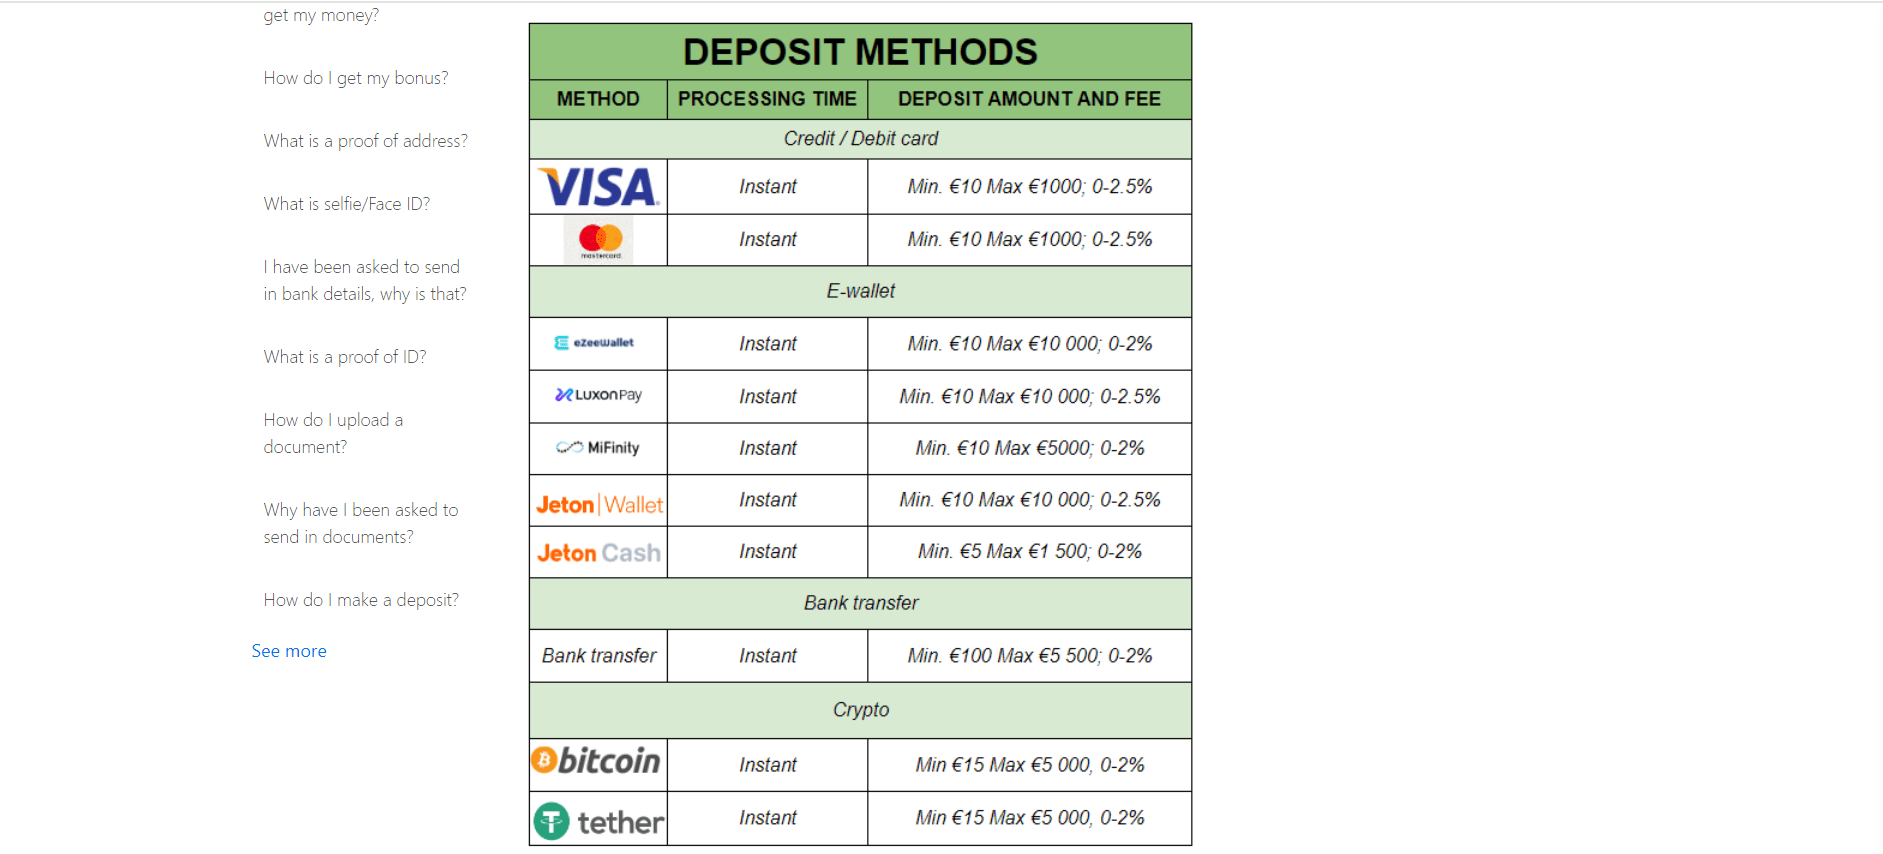 get my money?
How do I get my bonus?
What is a proof of address?
What is selfie/Face ID?
I have been asked to send
in bank details, why is that?
What is a proof of ID?
How do I upload a
document?
Why have I been asked to
send in documents?
How do I make a deposit?
See more
DEPOSIT METHODS
METHOD PROCESSING TIME DEPOSIT AMOUNT AND FEE
Credit / Debit card
VISA Instant Min. €10 Max €1000; 0-2.5%
mastercard. Instant Min. €10 Max €1000; 0-2.5%
E-wallet
eZeeWallet Instant Min. €10 Max €10 000; 0-2%
LUXON Pay Instant Min. €10 Max €10 000; 0-2.5%
MiFinity Instant Min. €10 Max €5000; 0-2%
Jeton|Wallet Instant Min. €10 Max €10 000; 0-2.5%
Jeton Cash Instant Min. €5 Max €1 500; 0-2%
Bank transfer
Bank transfer Instant Min. €100 Max €5 500; 0-2%
Crypto
bitcoin Instant Min €15 Max €5 000, 0-2%
tether Instant Min €15 Max €5 000, 0-2%